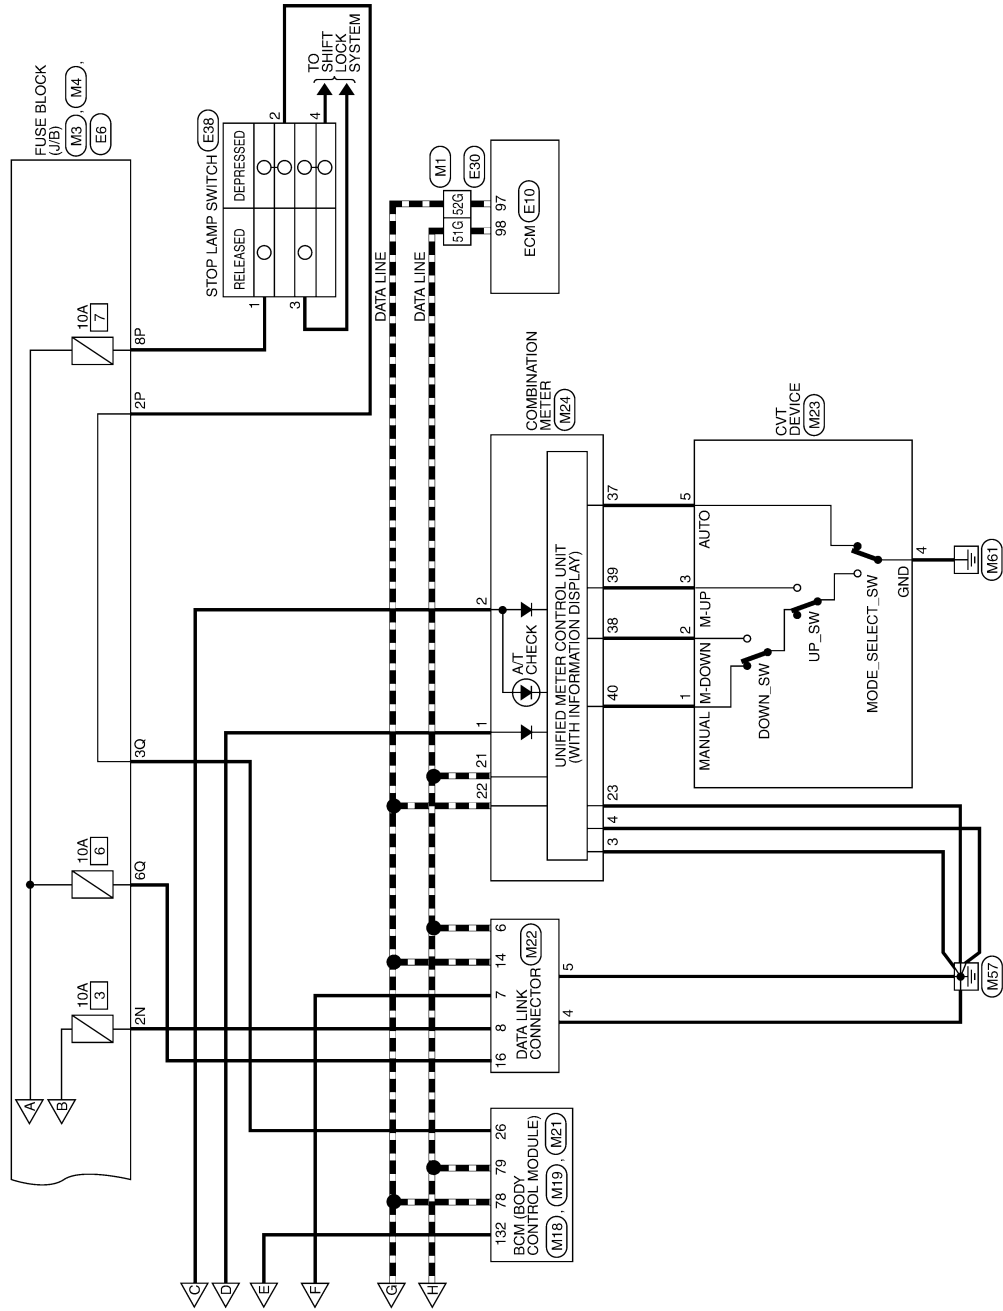 FUSE BLOCK
(J/B)
M3 , M4 ,
E6
10A
7
8P
2P
3Q
10A
6
6Q
10A
3
2N
A
B
STOP LAMP SWITCH E38
RELEASED
DEPRESSED
1
2
3
4
TO
SHIFT
LOCK
SYSTEM
DATA LINE
DATA LINE
M1
E30
51G
52G
98
97
ECM E10
COMBINATION
METER
M24
2
1
21
22
A/T
CHECK
UNIFIED METER CONTROL UNIT
(WITH INFORMATION DISPLAY)
37
39
38
40
23
4
3
CVT
DEVICE
M23
5
3
2
1
AUTO
M-UP
M-DOWN
MANUAL
DOWN_SW
UP_SW
MODE_SELECT_SW
GND
4
M61
6
14
7
8
16
DATA LINK
CONNECTOR M22
5
4
M57
26
79
78
132
BCM (BODY
CONTROL MODULE)
M18 , M19 , M21
C
D
E
F
G
H